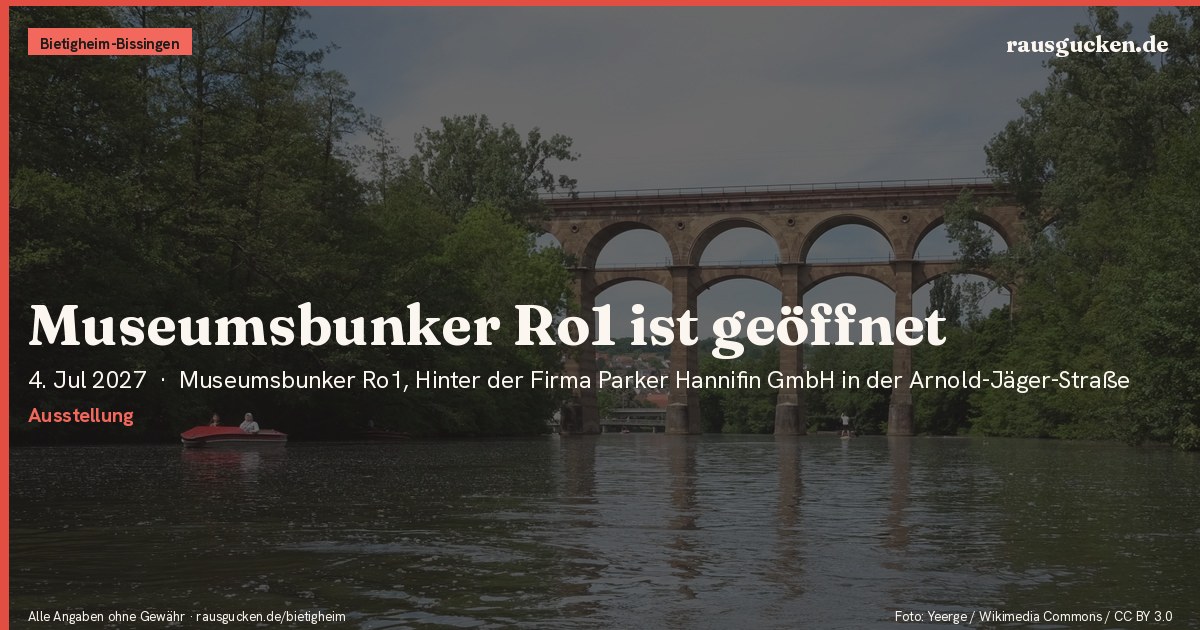 Bietigheim-Bissingen
rausgucken.de
Museumsbunker Ro1 ist geöffnet
4. Jul 2027 · Museumsbunker Ro1, Hinter der Firma Parker Hannifin GmbH in der Arnold-Jäger-Straße
Ausstellung
Alle Angaben ohne Gewähr · rausgucken.de/bietigheim
Foto: Yeerge / Wikimedia Commons / CC BY 3.0